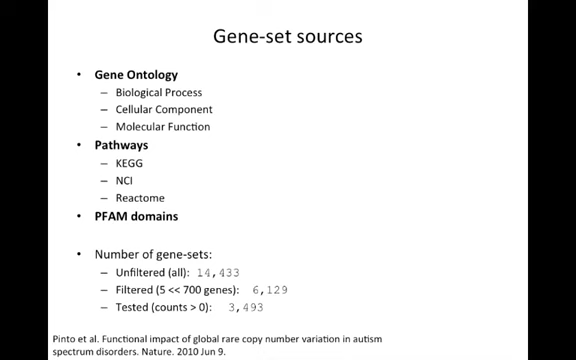 Gene-set sources
• Gene Ontology
– Biological Process
– Cellular Component
– Molecular Function
• Pathways
– KEGG
– NCI
– Reactome
• PFAM domains
• Number of gene-sets:
– Unfiltered (all): 14,433
– Filtered (5 << 700 genes): 6,129
– Tested (counts > 0): 3,493
Pinto et al. Functional impact of global rare copy number variation in autism
spectrum disorders. Nature. 2010 Jun 9.